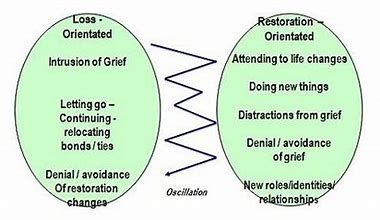 Loss -
Orientated
Intrusion of Grief
Letting go –
Continuing -
relocating
bonds / ties
Denial / avoidance
Of restoration
changes
Restoration –
Orientated
Attending to life changes
Doing new things
Distractions from grief
Denial / avoidance
of grief
New roles/identities/
relationships
Oscillation